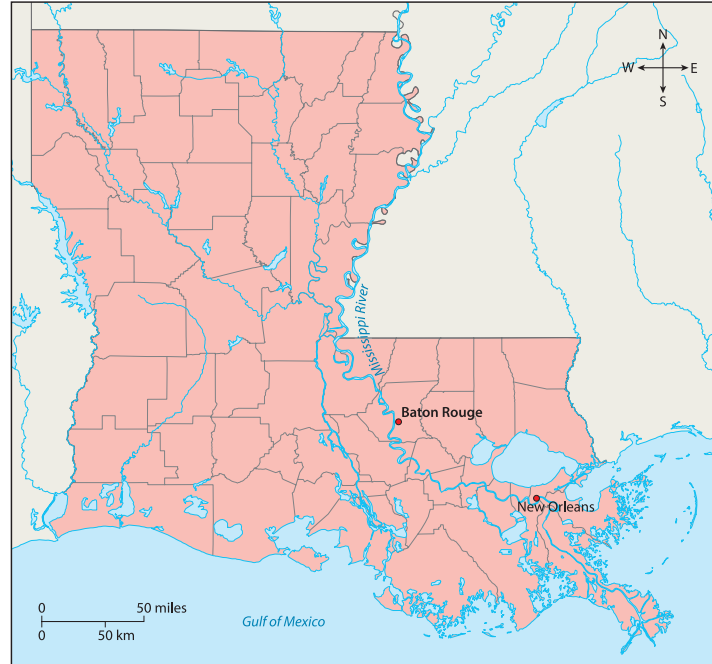 N
W E
S
Mississippi River
Baton Rouge
New Orleans
0 50 miles
0 50 km
Gulf of Mexico